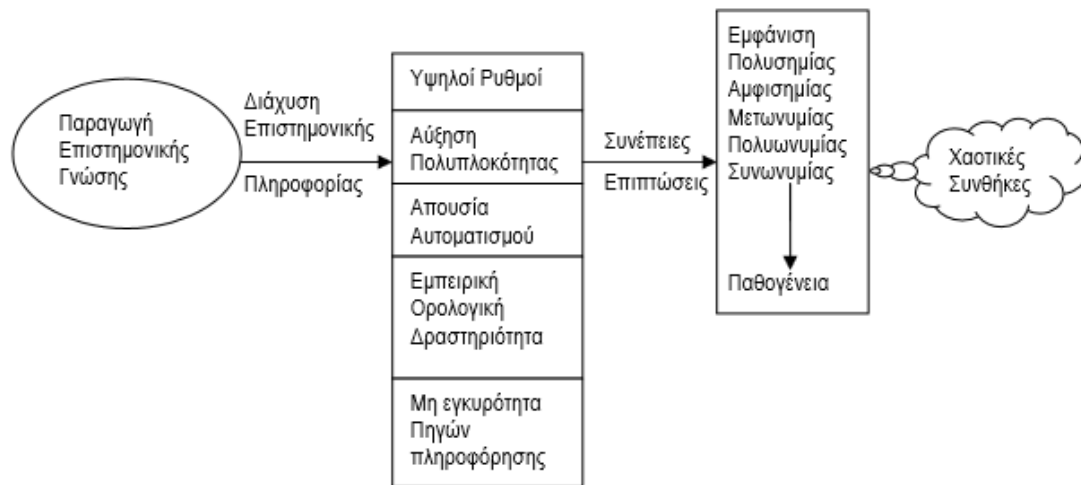 Παραγωγή
Επιστημονικής
Γνώσης
Διάχυση
Επιστημονικής
Πληροφορίας
Υψηλοί Ρυθμοί
Αύξηση
Πολυπλοκότητας
Απουσία
Αυτοματισμού
Εμπειρική
Ορολογική
Δραστηριότητα
Μη εγκυρότητα
Πηγών
πληροφόρησης
Συνέπειες
Επιπτώσεις
Εμφάνιση
Πολυσημίας
Αμφισημίας
Μετωνυμίας
Πολυωνυμίας
Συνωνυμίας
Παθογένεια
Χαοτικές
Συνθήκες